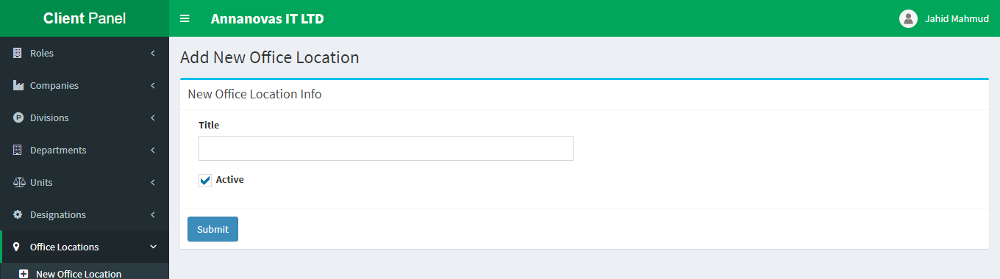 Client Panel
Annanovas IT LTD
Jahid Mahmud
Roles
Companies
Divisions
Departments
Units
Designations
Office Locations
New Office Location
Add New Office Location
New Office Location Info
Title
Active
Submit